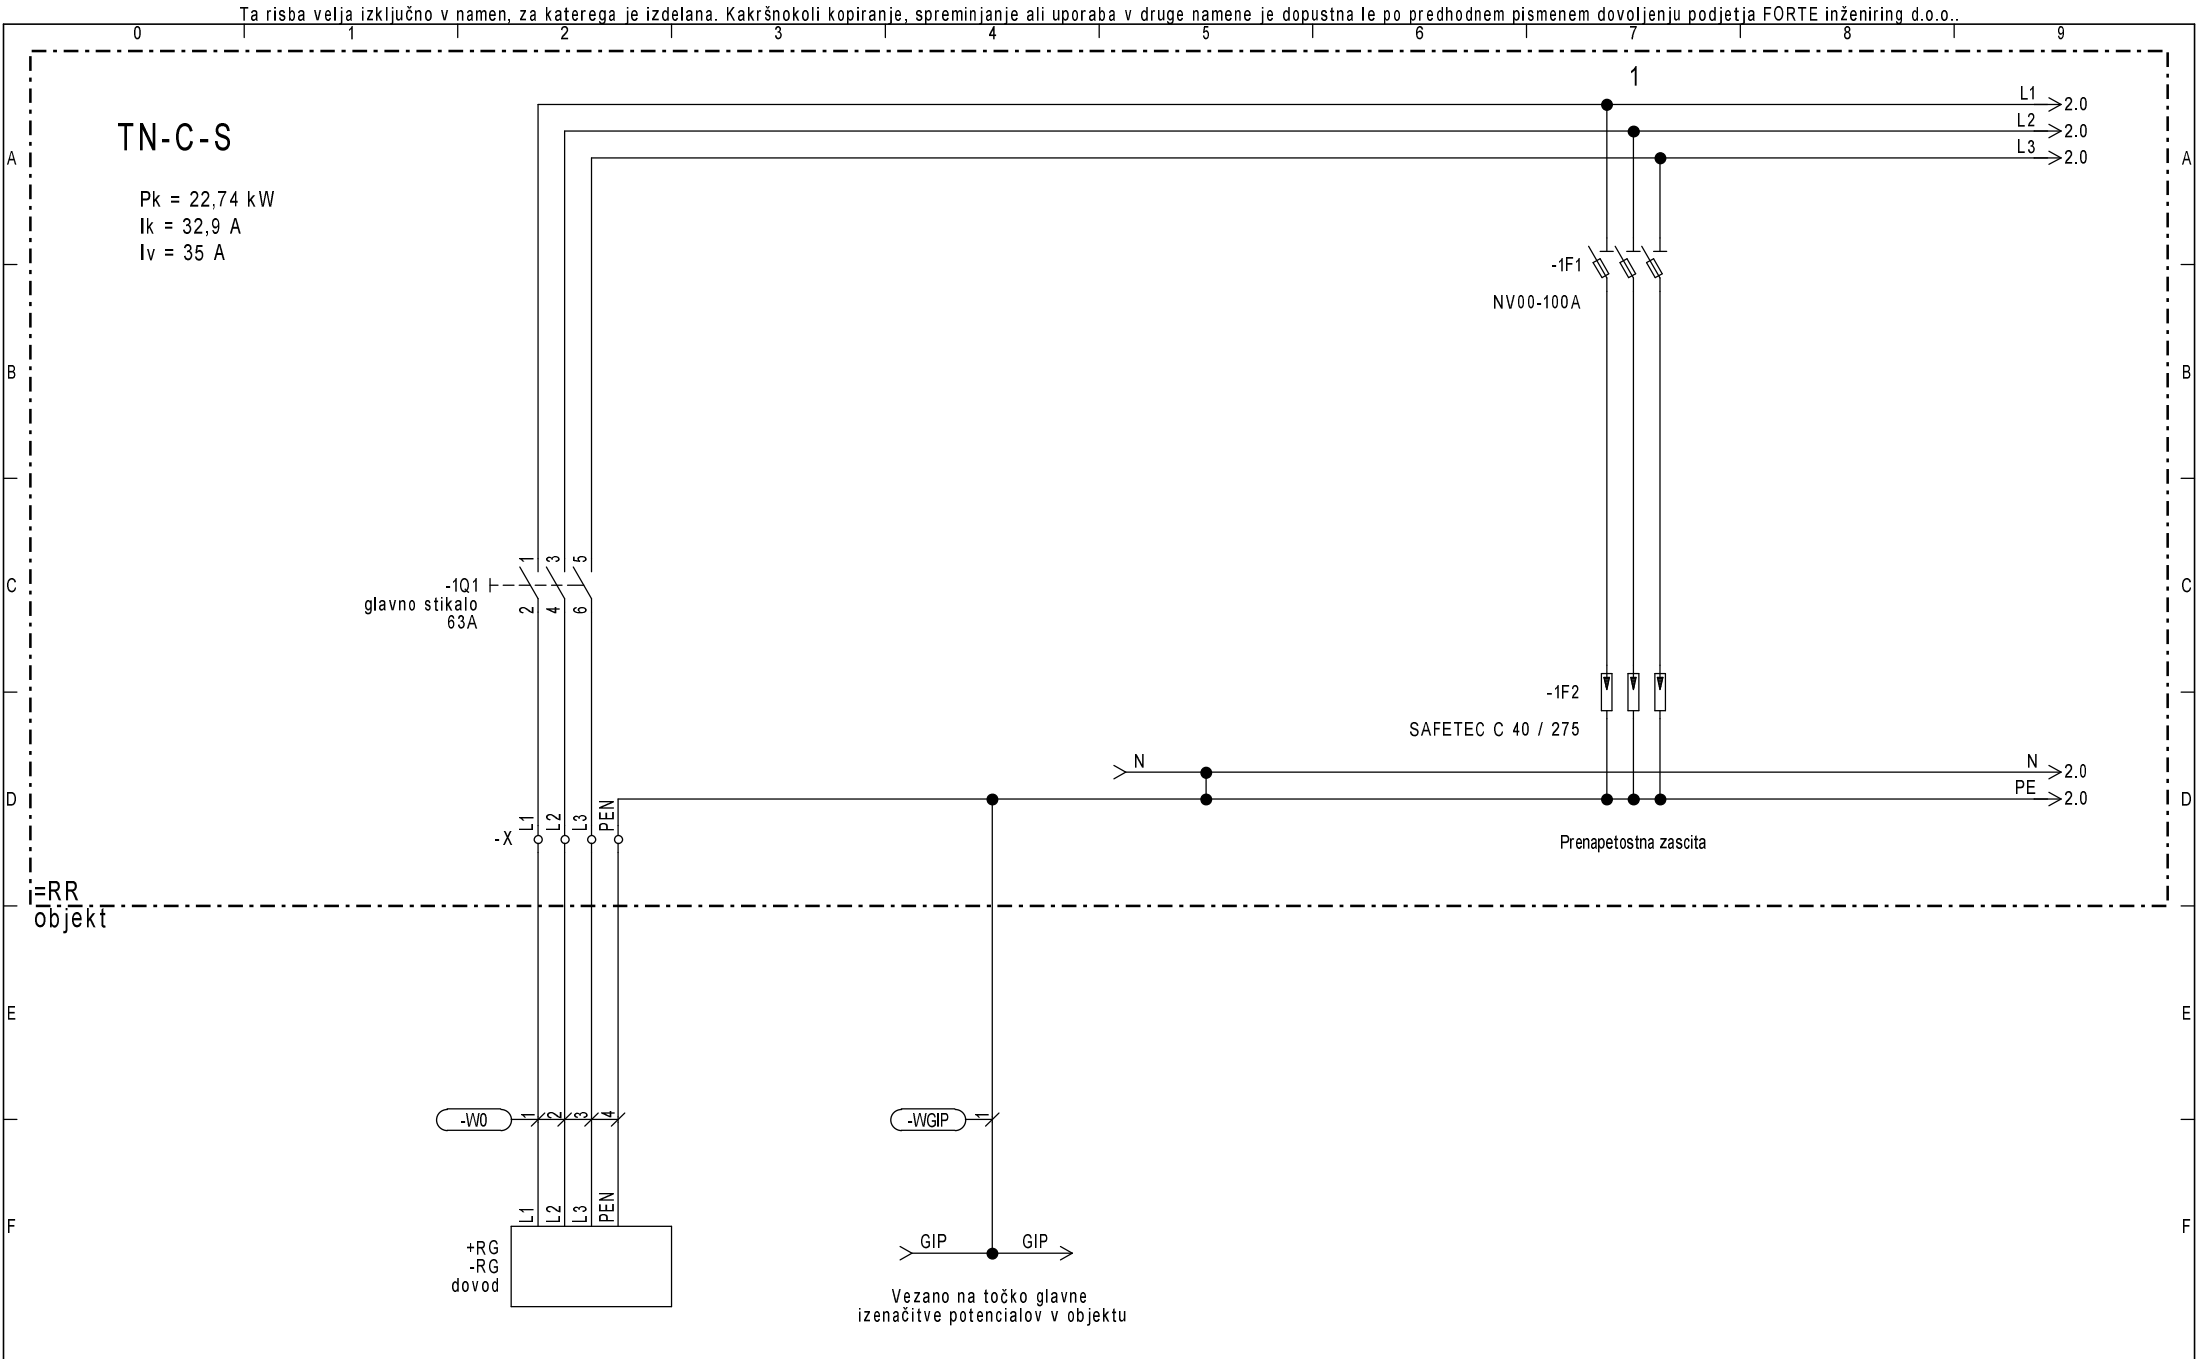 Ta risba velja izključno v namen, za katerega je izdelana. Kakršnokoli kopiranje, spreminjanje ali uporaba v druge namene je dopustna le po predhodnem pismenem dovoljenju podjetja FORTE inženiring d.o.o..
0 1 2 3 4 5 6 7 8 9
1
L1 2.0
L2 2.0
L3 2.0
TN-C-S
A A
Pk = 22,74 kW
Ik = 32,9 A
Iv = 35 A
-1F1
NV00-100A
B B
1 3 5
C C
-1Q1
glavno stikalo
63A
2 4 6
-1F2
SAFETEC C 40 / 275
N N 2.0
PE 2.0
D D
L1 L2 L3 PEN
-X
Prenapetostna zascita
=RR
objekt
E E
-W0 1 2 3 4
-WGIP 1
L1 L2 L3 PEN
F F
+RG
-RG
dovod
GIP GIP
Vezano na točko glavne
izenačitve potencialov v objektu